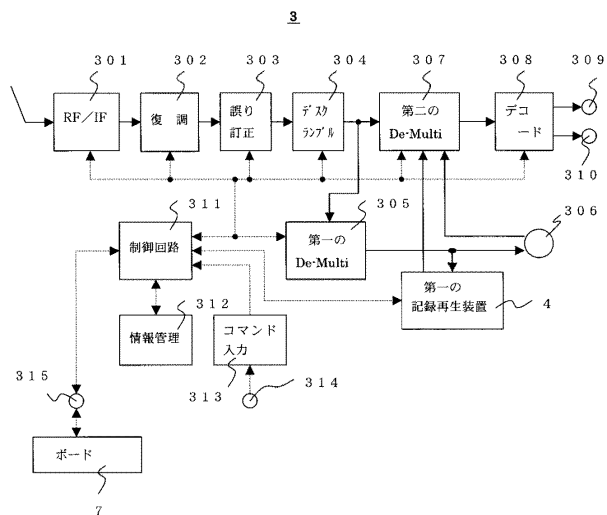 3
301
302
303
304
307
308
309
RF/IF
復 調
誤り
訂正
デスク
ランブル
第二の
De-Multi
デコ
ード
310
311
305
306
制御回路
第一の
De-Multi
312
第一の
記録再生装置
情報管理
コマンド
入力
4
315
313
314
ボード
7